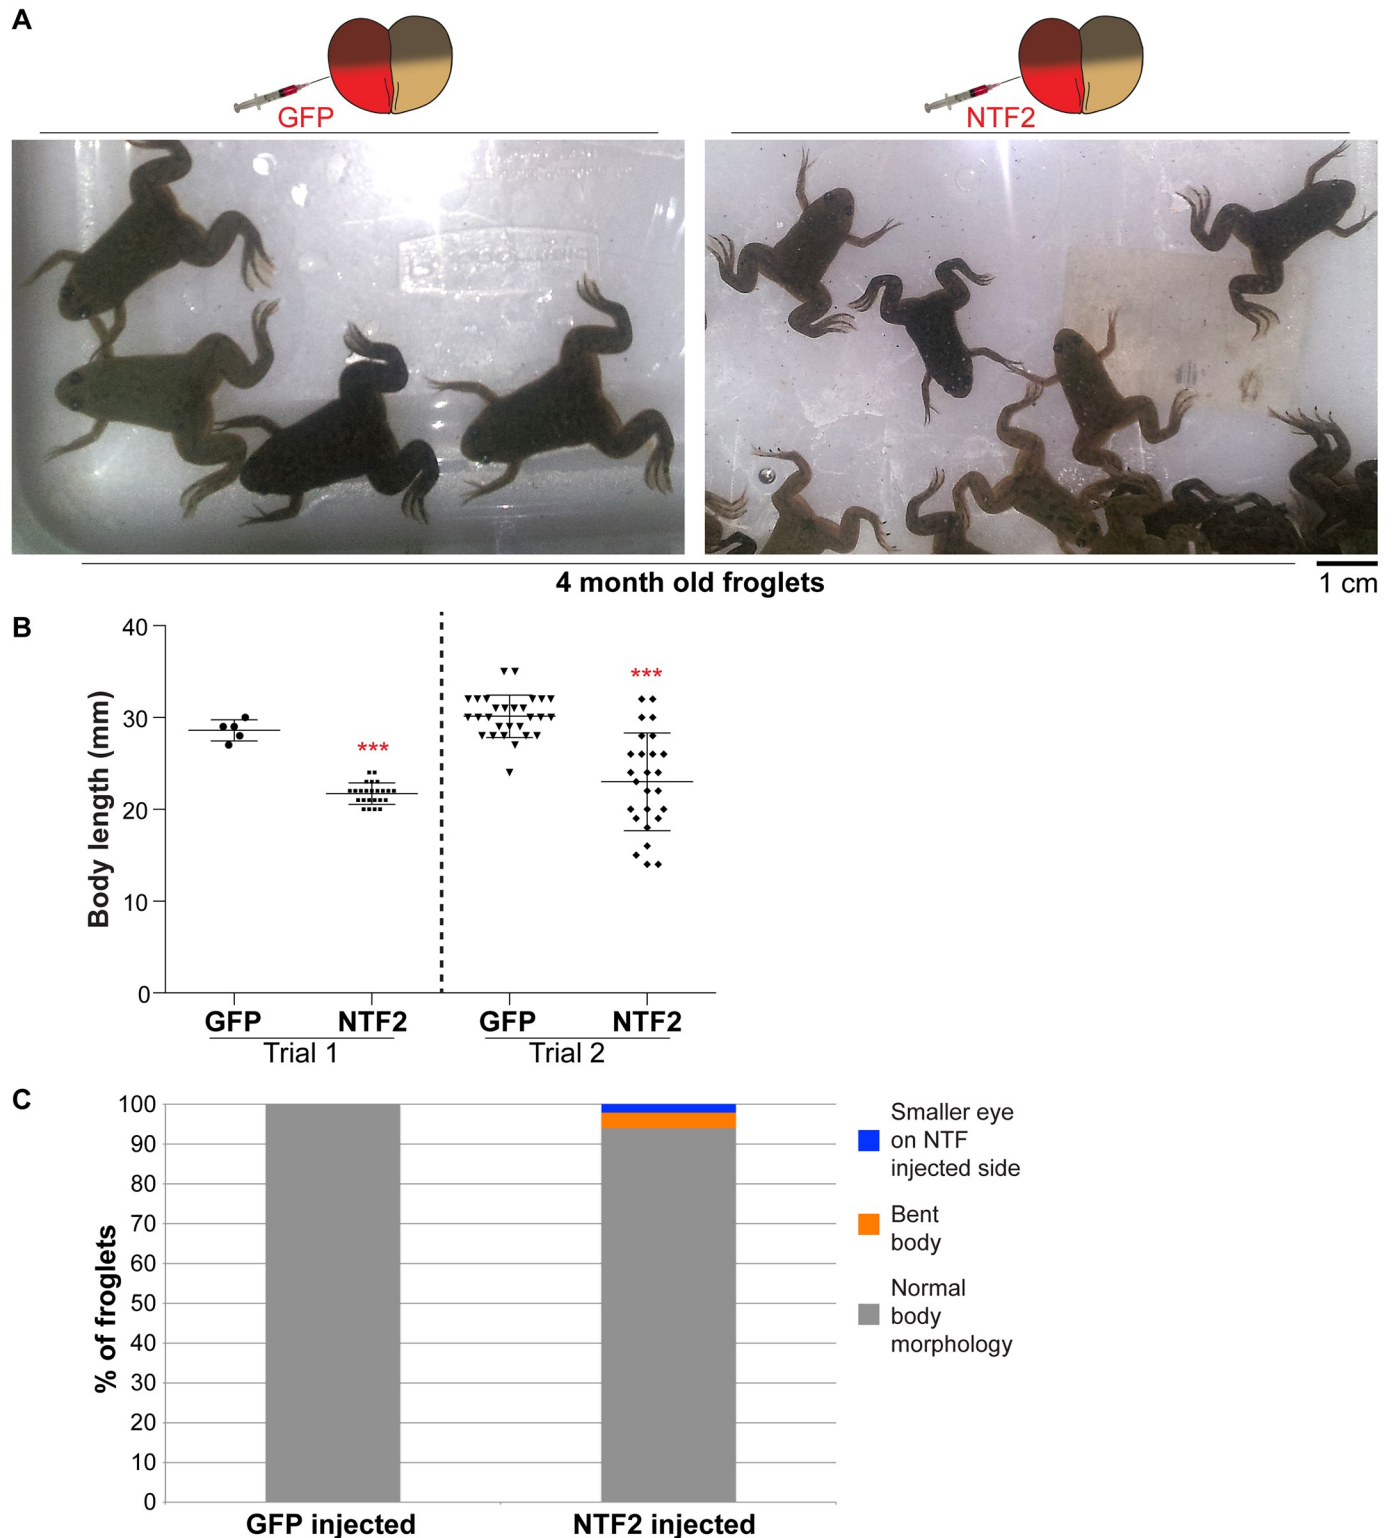 A
GFP
NTF2
4 month old froglets
1 cm
B
Body length (mm)
40
30
20
10
0
***
***
GFP
NTF2
GFP
NTF2
Trial 1
Trial 2
C
% of froglets
100
90
80
70
60
50
40
30
20
10
0
GFP injected
NTF2 injected
Smaller eye
on NTF
injected side
Bent
body
Normal
body
morphology